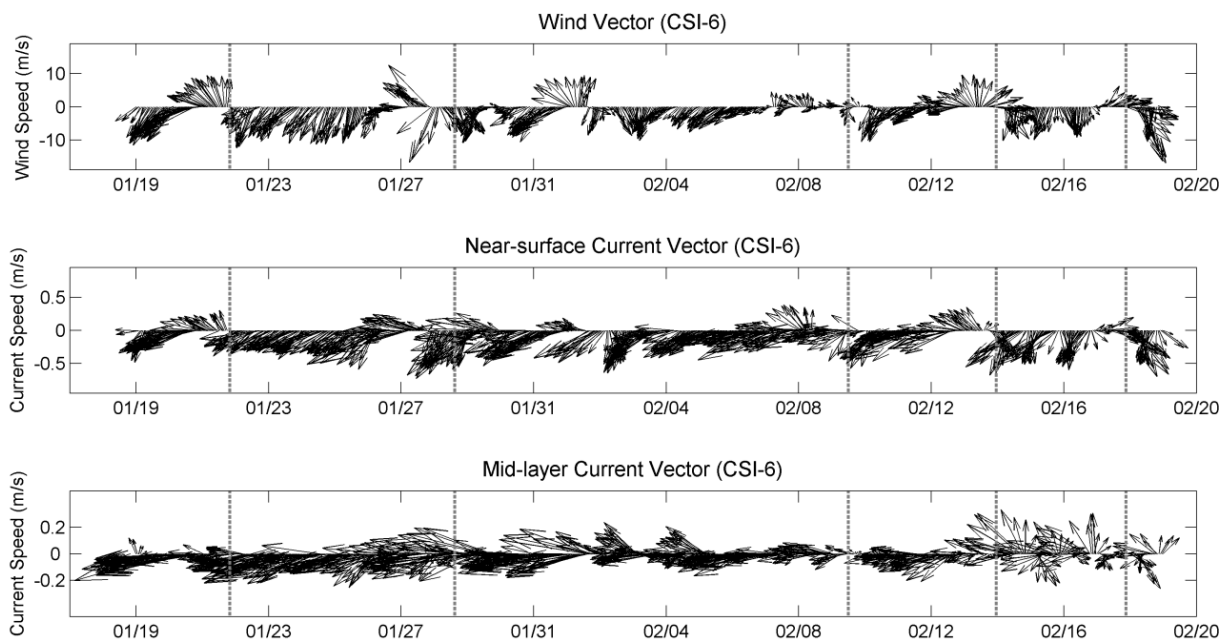 Wind Vector (CSI-6)
Wind Speed (m/s)
10
0
-10
01/19 01/23 01/27 01/31 02/04 02/08 02/12 02/16 02/20
Near-surface Current Vector (CSI-6)
Current Speed (m/s)
0.5
0
-0.5
01/19 01/23 01/27 01/31 02/04 02/08 02/12 02/16 02/20
Mid-layer Current Vector (CSI-6)
Current Speed (m/s)
0.2
0
-0.2
01/19 01/23 01/27 01/31 02/04 02/08 02/12 02/16 02/20